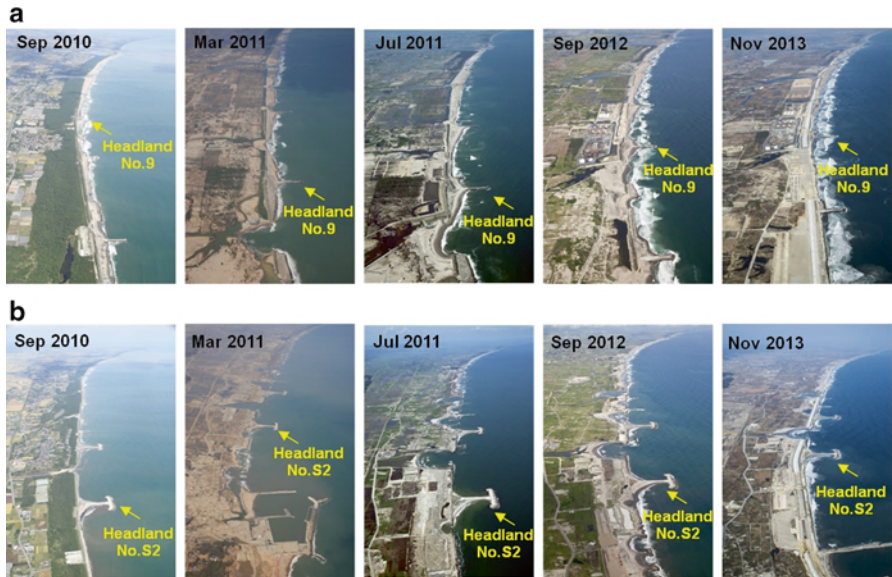 a
Sep 2010
Mar 2011
Jul 2011
Sep 2012
Nov 2013
Headland
No.9
Headland
No.9
Headland
No.9
Headland
No.9
Headland
No.9
b
Sep 2010
Mar 2011
Jul 2011
Sep 2012
Nov 2013
Headland
No.S2
Headland
No.S2
Headland
No.S2
Headland
No.S2
Headland
No.S2